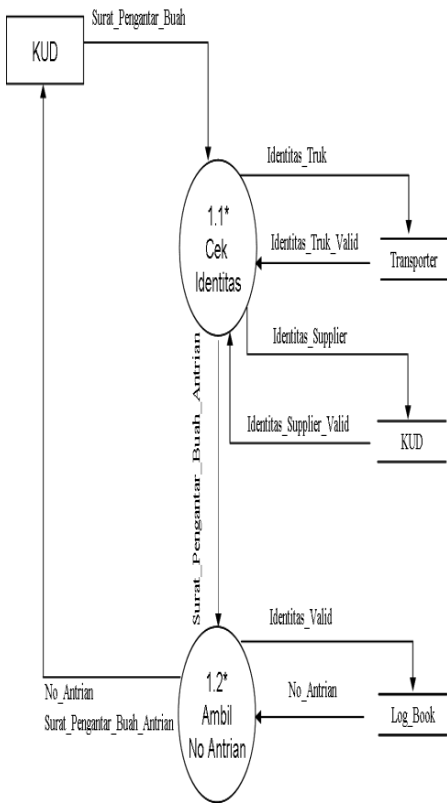 Surat_Pengantar_Buah
KUD
Identitas_Truk
1.1*
Cek
Identitas
Identitas_Truk_Valid
Transporter
Identitas_Supplier
Identitas_Supplier_Valid
KUD
Surat_Pengantar_Buah_Antrian
Identitas_Valid
1.2*
Ambil
No Antrian
No_Antrian
Log_Book
No_Antrian
Surat_Pengantar_Buah_Antrian